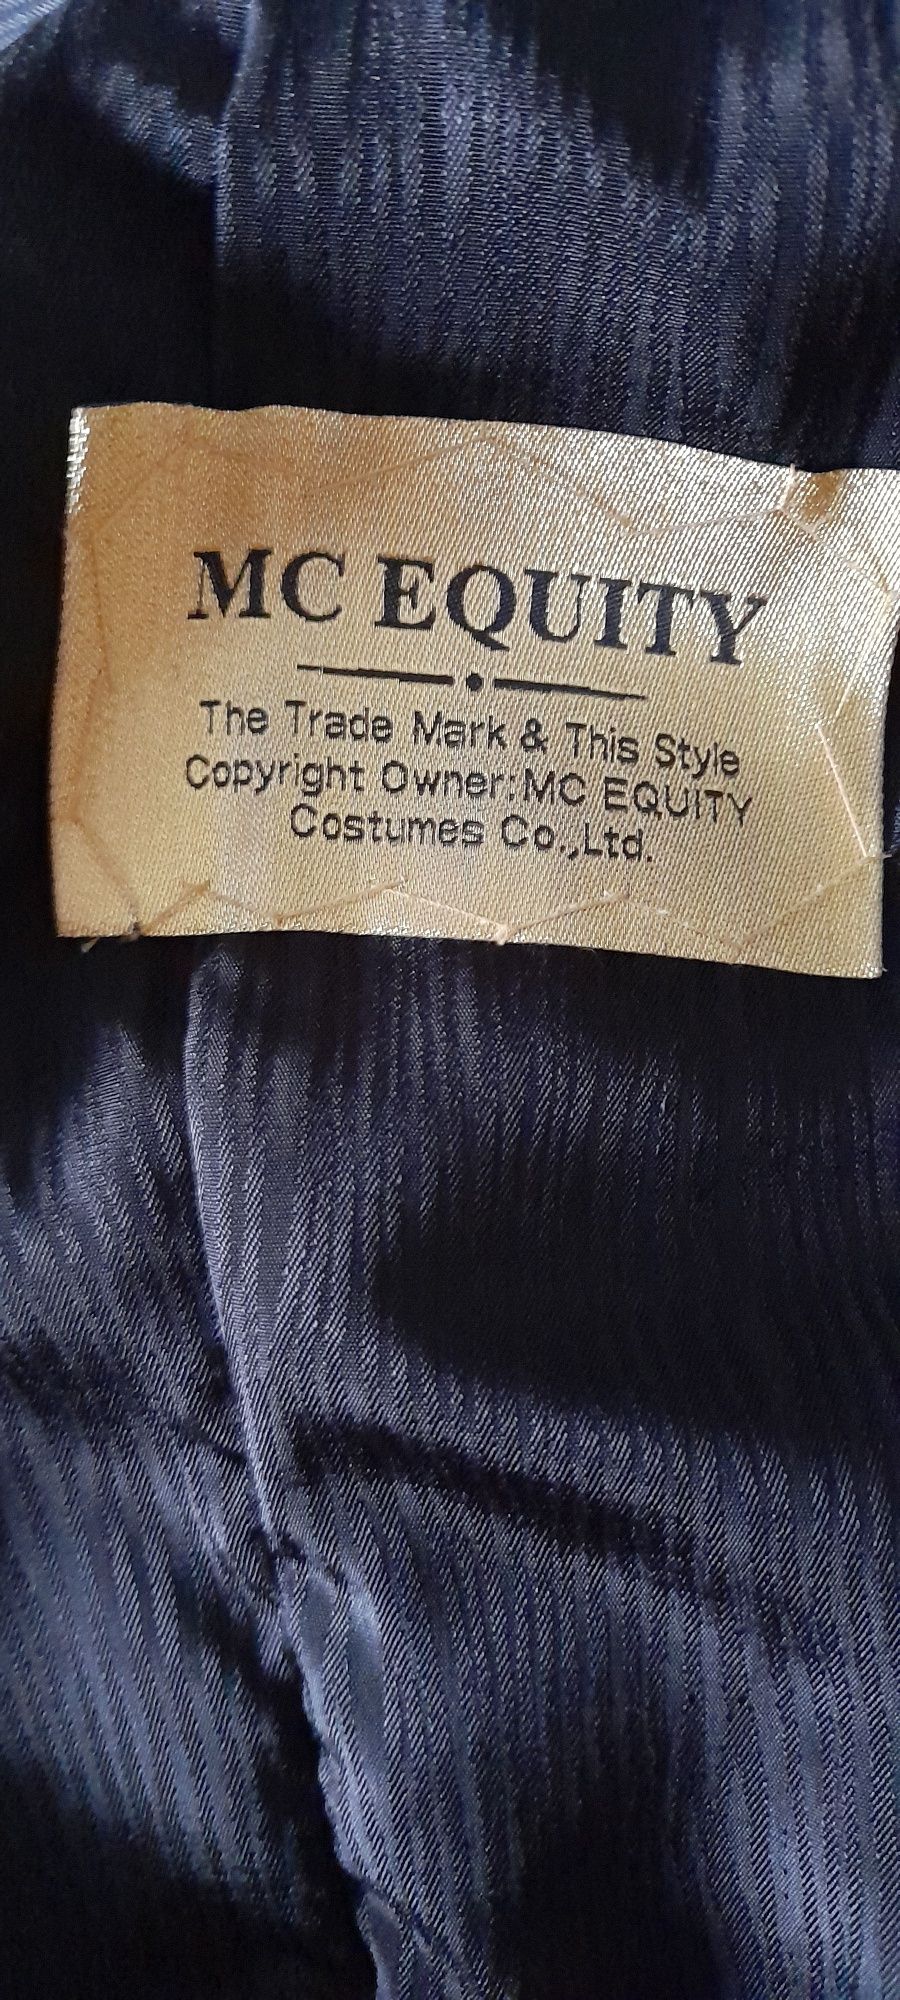 MC EQUITY
The Trade Mark & This Style
Copyright Owner:MC EQUITY
Costumes Co.,Ltd.